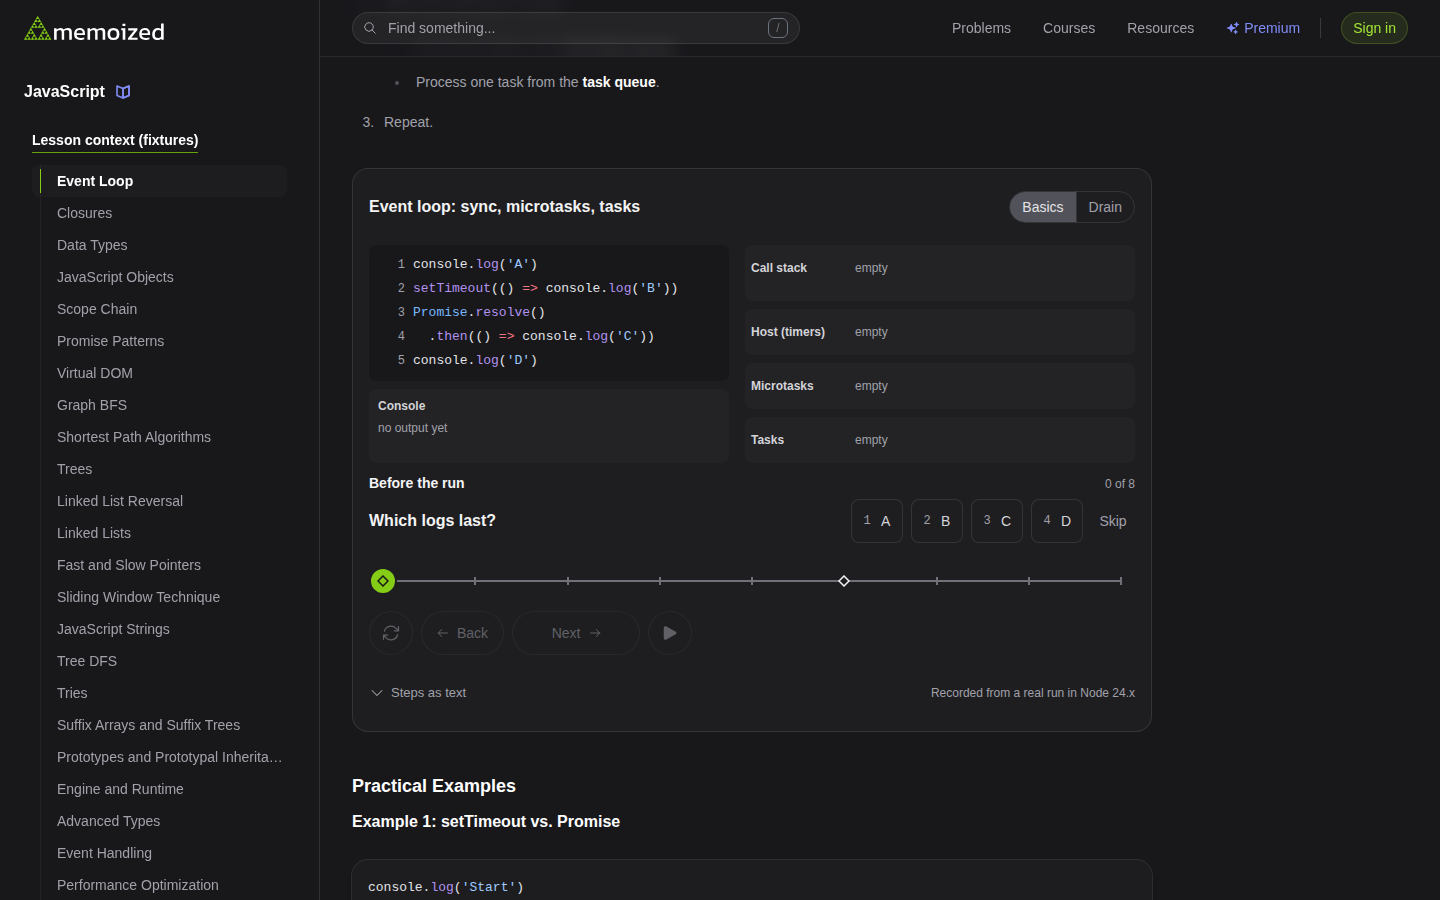 memoized
Find something...
/
Problems
Courses
Resources
Premium
Sign in
JavaScript
Lesson context (fixtures)
Event Loop
Closures
Data Types
JavaScript Objects
Scope Chain
Promise Patterns
Virtual DOM
Graph BFS
Shortest Path Algorithms
Trees
Linked List Reversal
Linked Lists
Fast and Slow Pointers
Sliding Window Technique
JavaScript Strings
Tree DFS
Tries
Suffix Arrays and Suffix Trees
Prototypes and Prototypal Inherita…
Engine and Runtime
Advanced Types
Event Handling
Performance Optimization
Process one task from the task queue.
3. Repeat.
Event loop: sync, microtasks, tasks
Basics
Drain
1 console.log('A')
2 setTimeout(() => console.log('B'))
3 Promise.resolve()
4 .then(() => console.log('C'))
5 console.log('D')
Console
no output yet
Call stack empty
Host (timers) empty
Microtasks empty
Tasks empty
Before the run
0 of 8
Which logs last?
1 A
2 B
3 C
4 D
Skip
Back
Next
Steps as text
Recorded from a real run in Node 24.x
Practical Examples
Example 1: setTimeout vs. Promise
console.log('Start')